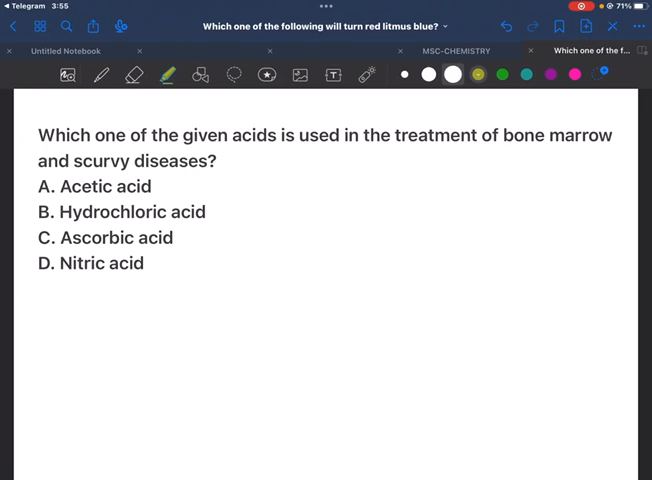 Telegram 3:55
71%
Which one of the following will turn red litmus blue?
Untitled Notebook
MSC-CHEMISTRY
Which one of the f...
T
Which one of the given acids is used in the treatment of bone marrow
and scurvy diseases?
A. Acetic acid
B. Hydrochloric acid
C. Ascorbic acid
D. Nitric acid